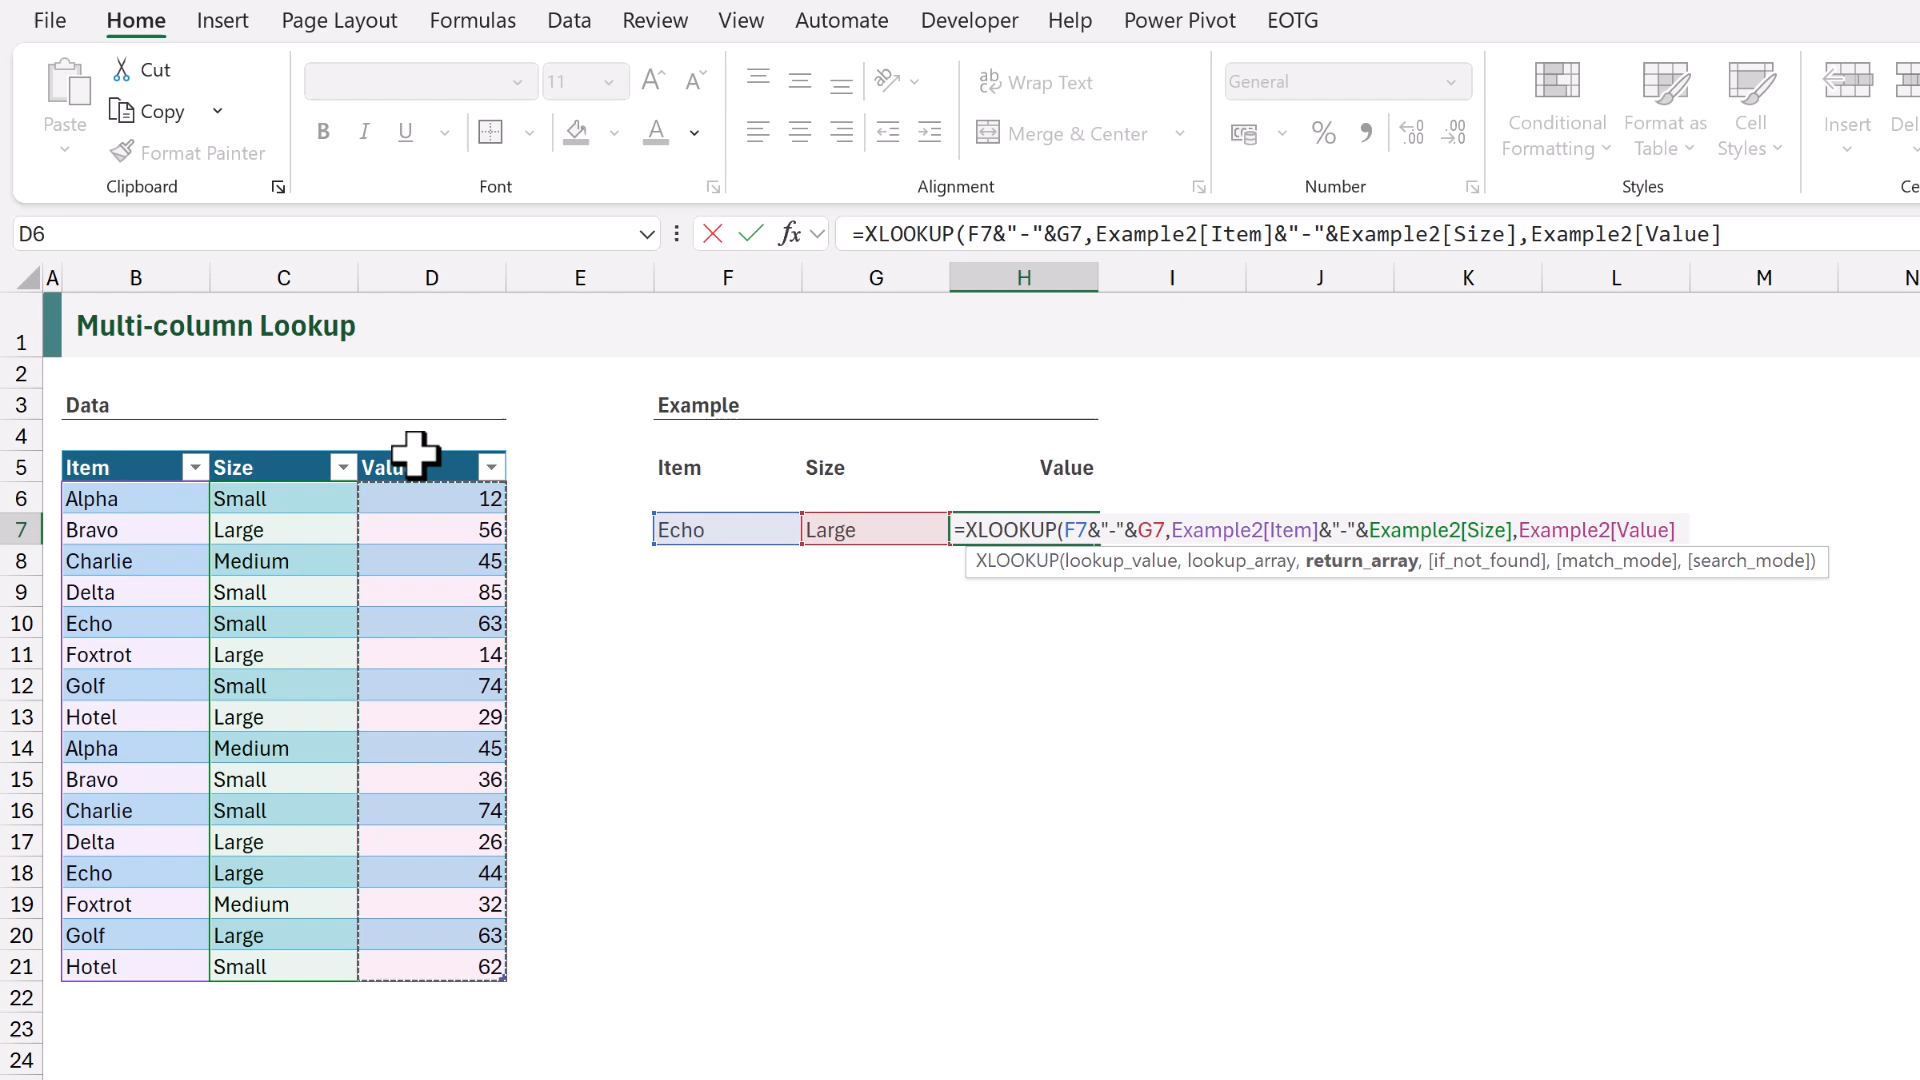 File Home Insert Page Layout Formulas Data Review View Automate Developer Help Power Pivot EOTG
Paste
Cut
Copy
Format Painter
Clipboard
11
B I U
Font
Wrap Text
Merge & Center
Alignment
General
Number
Conditional Formatting
Format as Table
Cell Styles
Styles
Insert
Del
Ce
D6 fx =XLOOKUP(F7&"-"&G7,Example2[Item]&"-"&Example2[Size],Example2[Value]
A B C D E F G H I J K L M N
1 Multi-column Lookup
2
3 Data Example
4
5 Item Size Valu Item Size Value
6 Alpha Small 12
7 Bravo Large 56 Echo Large =XLOOKUP(F7&"-"&G7,Example2[Item]&"-"&Example2[Size],Example2[Value]
8 Charlie Medium 45 XLOOKUP(lookup_value, lookup_array, return_array, [if_not_found], [match_mode], [search_mode])
9 Delta Small 85
10 Echo Small 63
11 Foxtrot Large 14
12 Golf Small 74
13 Hotel Large 29
14 Alpha Medium 45
15 Bravo Small 36
16 Charlie Small 74
17 Delta Large 26
18 Echo Large 44
19 Foxtrot Medium 32
20 Golf Large 63
21 Hotel Small 62
22
23
24